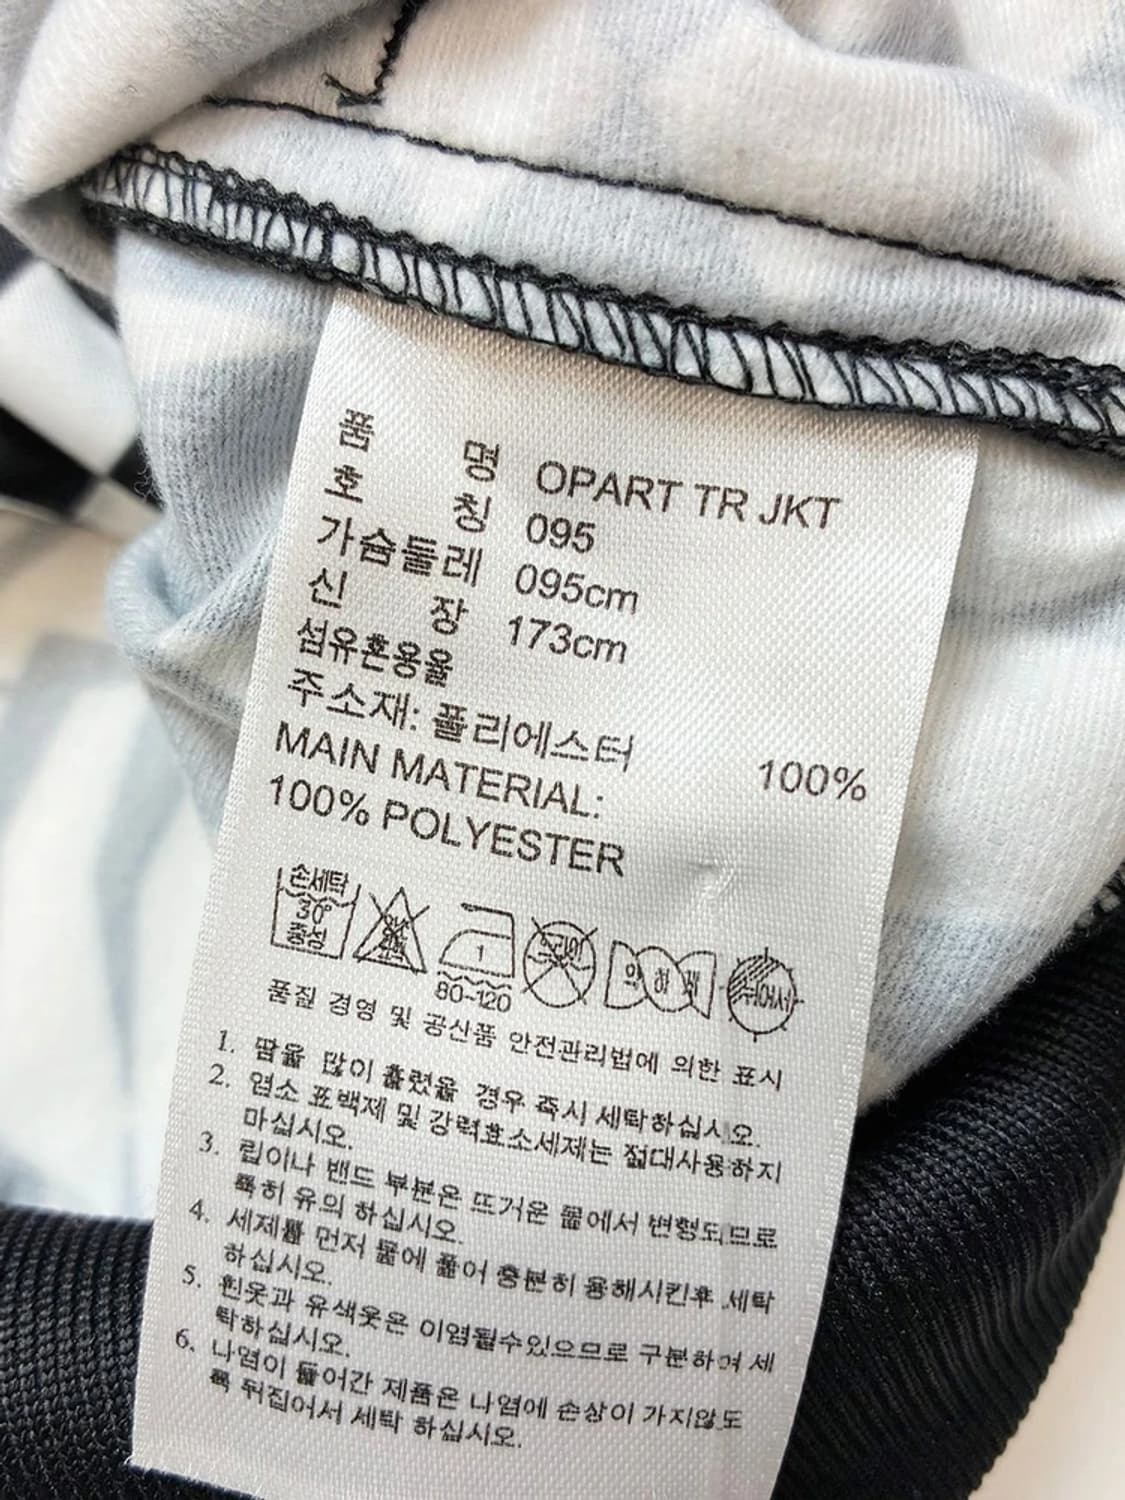 품 명 OPART TR JKT
호 칭 095
가슴둘레 095cm
신 장 173cm
섬유혼용율
주소재: 폴리에스터 100%
MAIN MATERIAL:
100% POLYESTER
손세탁
30°
중성
1
80-120
드라이
약하게
뉘어서
품질 경영 및 공산품 안전관리법에 의한 표시
1. 땀을 많이 흘렸을 경우 즉시 세탁하십시오.
2. 염소 표백제 및 강력효소세제는 절대사용하지
마십시오.
3. 립이나 밴드 부분은 뜨거운 물에서 변형되므로
특히 유의 하십시오.
4. 세제를 먼저 물에 풀어 충분히 용해시킨후 세탁
하십시오.
5. 흰옷과 유색옷은 이염될수있으므로 구분하여 세
탁하십시오.
6. 나염이 들어간 제품은 나염에 손상이 가지않도
록 뒤집어서 세탁 하십시오.